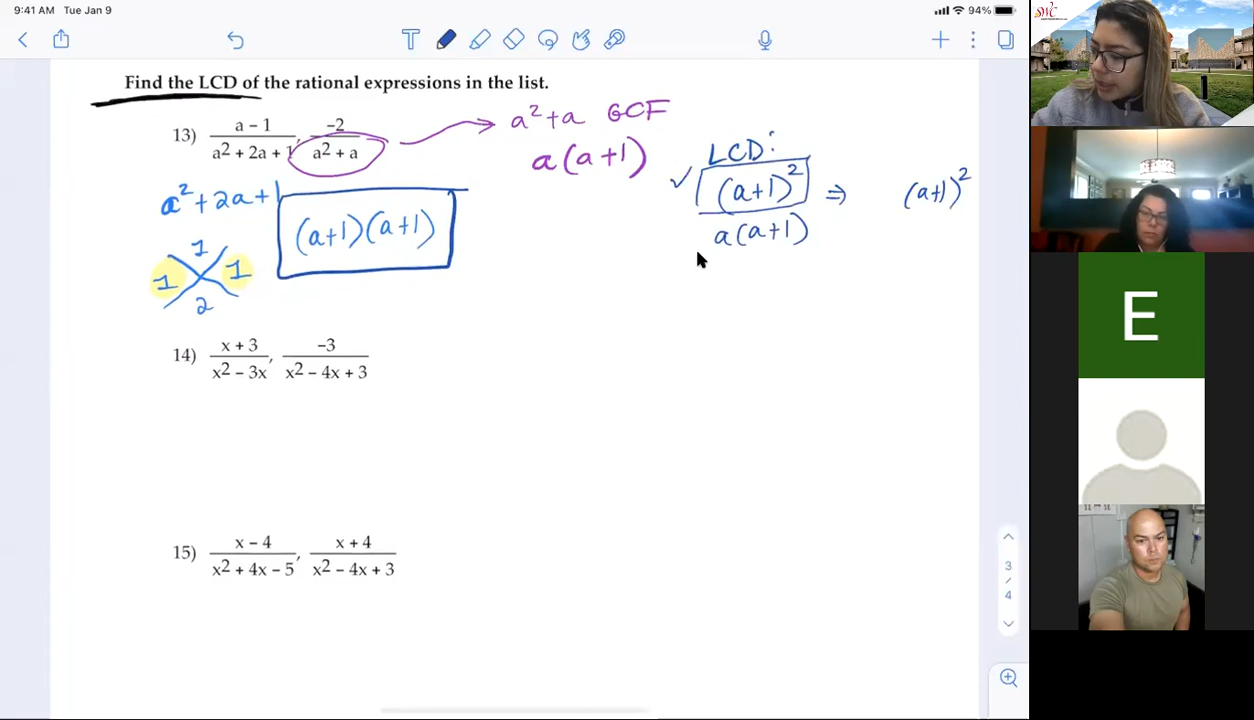 9:41 AM Tue Jan 9
94%
SWC
Find the LCD of the rational expressions in the list.
13) a - 1 / a2 + 2a + 1, -2 / a2 + a
a² + a GCF
a(a+1)
LCD:
✓ (a+1)² ⇒ (a+1)²
a(a+1)
a² + 2a + 1
(a+1)(a+1)
1
1 1
2
14) x + 3 / x2 - 3x, -3 / x2 - 4x + 3
15) x - 4 / x2 + 4x - 5, x + 4 / x2 - 4x + 3
3 / 4
T
E